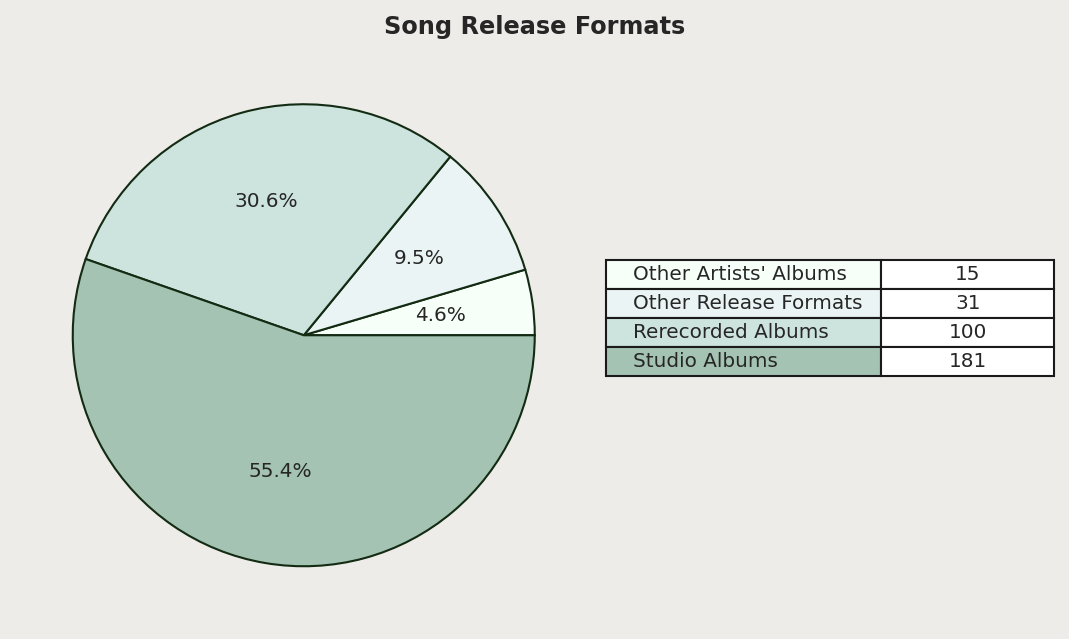 Song Release Formats
30.6%
9.5%
4.6%
55.4%
Other Artists' Albums 15
Other Release Formats 31
Rerecorded Albums 100
Studio Albums 181